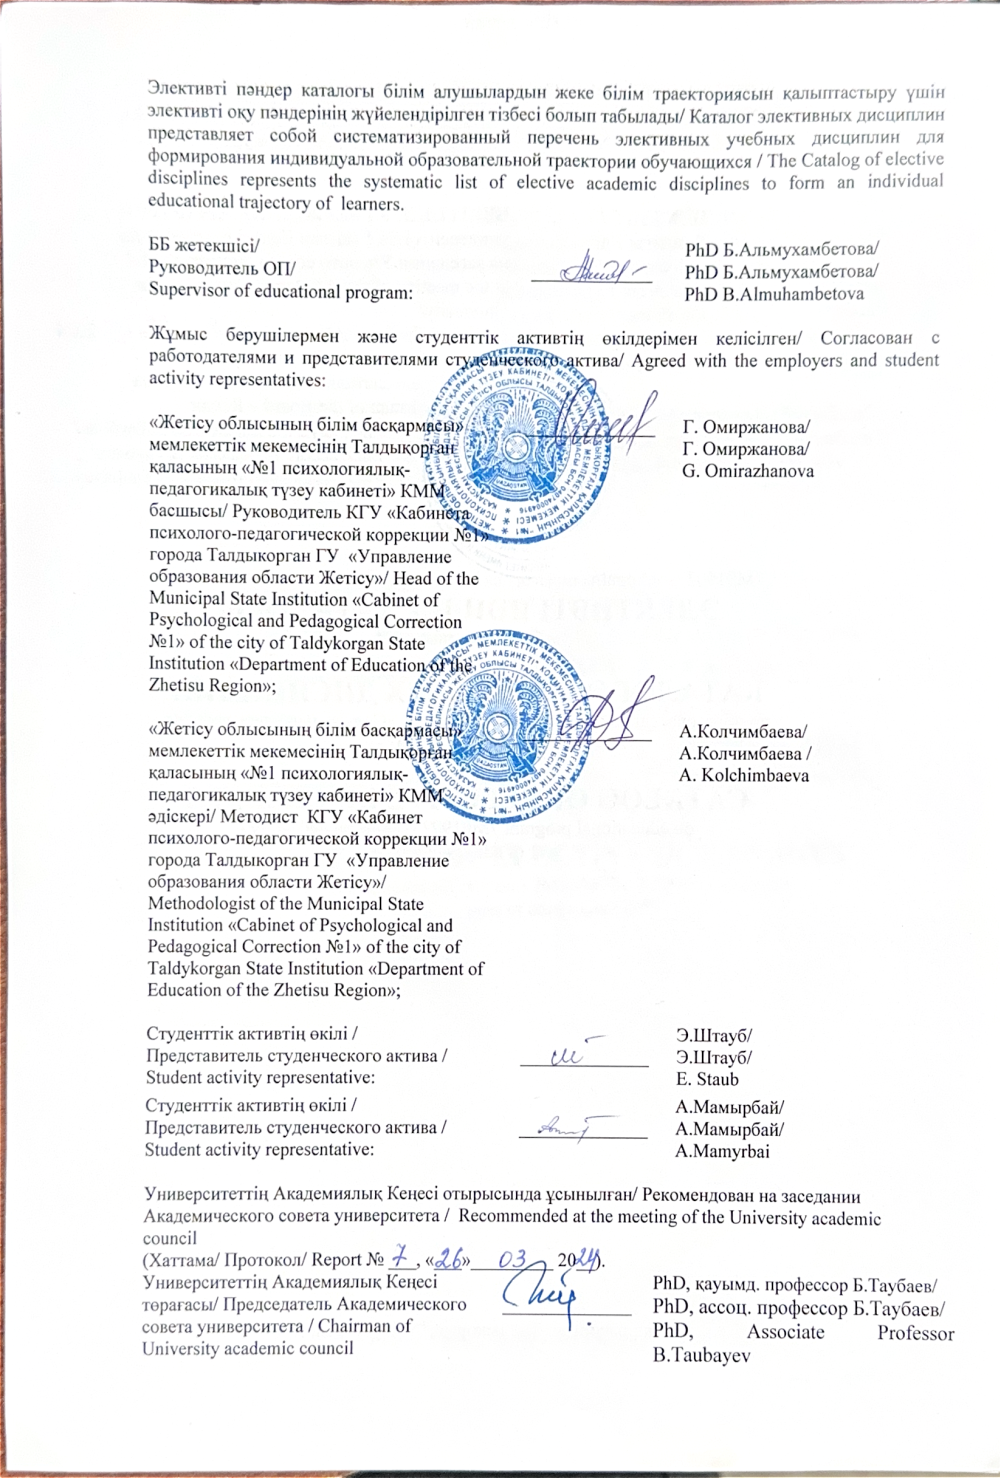 Элективті пәндер каталогы білім алушылардын жеке білім траекториясын қалыптастыру үшін
элективті оқу пәндерінің жүйелендірілген тізбесі болып табылады/ Каталог элективных дисциплин
представляет собой систематизированный перечень элективных учебных дисциплин для
формирования индивидуальной образовательной траектории обучающихся / The Catalog of elective
disciplines represents the systematic list of elective academic disciplines to form an individual
educational trajectory of learners.
ББ жетекшісі/
Руководитель ОП/
Supervisor of educational program:
PhD Б.Альмухамбетова/
PhD Б.Альмухамбетова/
PhD B.Almuhambetova
Жұмыс берушілермен және студенттік активтің өкілдерімен келісілген/ Согласован с
работодателями и представителями студенческого актива/ Agreed with the employers and student
activity representatives:
«Жетісу облысының білім басқармасы»
мемлекеттік мекемесінің Талдықорган
қаласының «№1 психологиялық-
педагогикалық түзеу кабинеті» КММ
басшысы/ Руководитель КГУ «Кабинета
психолого-педагогической коррекции №1»
города Талдыкорган ГУ «Управление
образования области Жетісу»/ Head of the
Municipal State Institution «Cabinet of
Psychological and Pedagogical Correction
№1» of the city of Taldykorgan State
Institution «Department of Education of the
Zhetisu Region»;
Г. Омиржанова/
Г. Омиржанова/
G. Omirazhanova
«Жетісу облысының білім басқармасы»
мемлекеттік мекемесінің Талдықорган
қаласының «№1 психологиялық-
педагогикалық түзеу кабинеті» КММ
әдіскері/ Методист КГУ «Кабинет
психолого-педагогической коррекции №1»
города Талдыкорган ГУ «Управление
образования области Жетісу»/
Methodologist of the Municipal State
Institution «Cabinet of Psychological and
Pedagogical Correction №1» of the city of
Taldykorgan State Institution «Department of
Education of the Zhetisu Region»;
А.Колчимбаева/
А.Колчимбаева /
A. Kolchimbaeva
Студенттік активтің өкілі /
Представитель студенческого актива /
Student activity representative:
Э.Штауб/
Э.Штауб/
E. Staub
Студенттік активтің өкілі /
Представитель студенческого актива /
Student activity representative:
А.Мамырбай/
А.Мамырбай/
A.Mamyrbai
Университеттің Академиялық Кеңесі отырысында ұсынылған/ Рекомендован на заседании
Академического совета университета / Recommended at the meeting of the University academic
council
(Хаттама/ Протокол/ Report № 7, «26» 03 2024).
Университеттің Академиялық Кеңесі
төрағасы/ Председатель Академического
совета университета / Chairman of
University academic council
PhD, қауымд. профессор Б.Таубаев/
PhD, ассоц. профессор Б.Таубаев/
PhD, Associate Professor
B.Taubayev